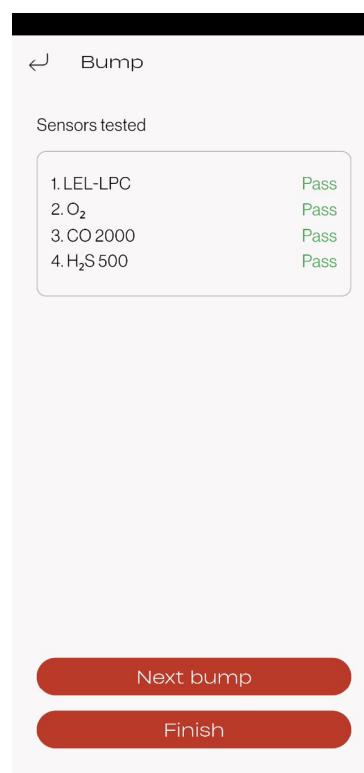 Bump
Sensors tested
1. LEL-LPC Pass
2. O₂ Pass
3. CO 2000 Pass
4. H₂S 500 Pass
Next bump
Finish